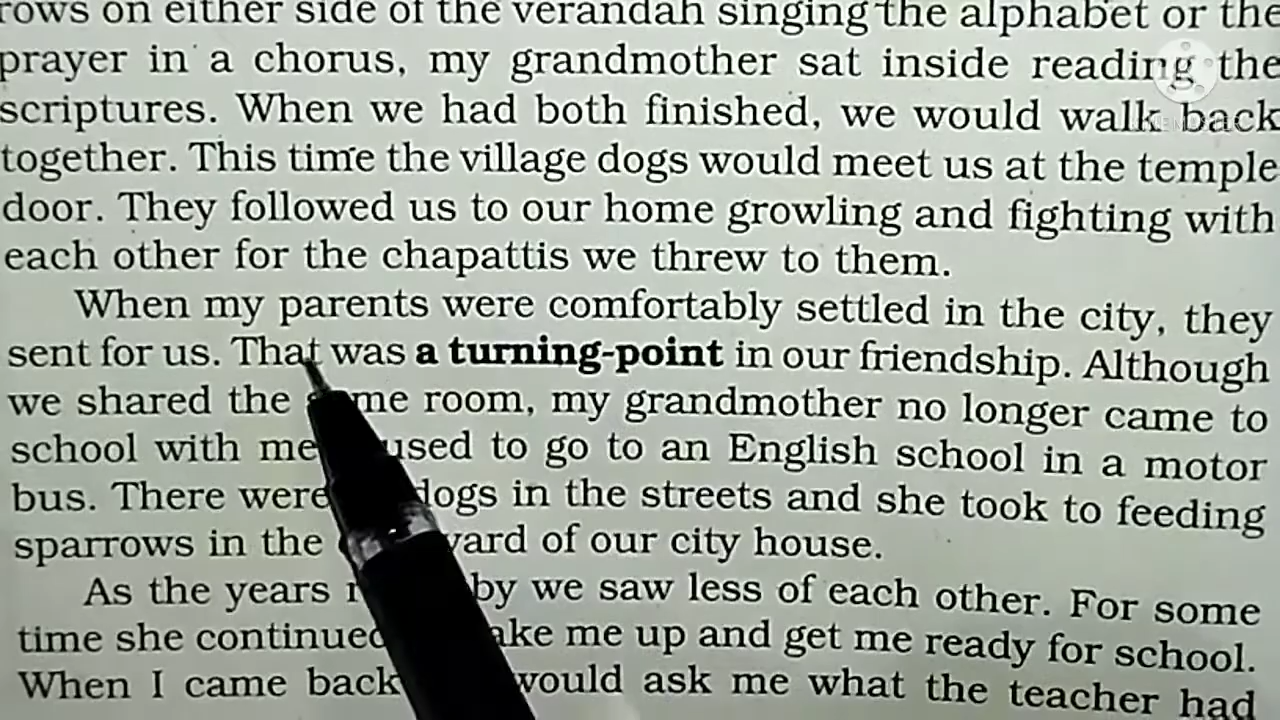 rows on either side of the verandah singing the alphabet or the
prayer in a chorus, my grandmother sat inside reading the
scriptures. When we had both finished, we would walk back
together. This time the village dogs would meet us at the temple
door. They followed us to our home growling and fighting with
each other for the chapattis we threw to them.
When my parents were comfortably settled in the city, they
sent for us. That was a turning-point in our friendship. Although
we shared the me room, my grandmother no longer came to
school with me used to go to an English school in a motor
bus. There were dogs in the streets and she took to feeding
sparrows in the yard of our city house.
As the years by we saw less of each other. For some
time she continued ake me up and get me ready for school.
When I came back would ask me what the teacher had